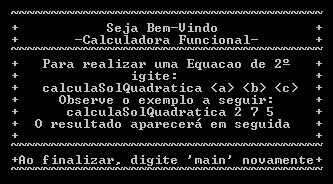 ~~~~~~~~~~~~~~~~~~~~~~~~~~~~~~~~~~~~~~~~
+ Seja Bem-Vindo +
+ -Calculadora Funcional- +
~~~~~~~~~~~~~~~~~~~~~~~~~~~~~~~~~~~~~~~~
+ Para realizar uma Equacao de 2º +
+ igite: +
+ calculaSolQuadratica <a> <b> <c> +
+ Observe o exemplo a seguir: +
+ calculaSolQuadratica 2 7 5 +
+ O resultado aparecerá em seguida +
+ +
~~~~~~~~~~~~~~~~~~~~~~~~~~~~~~~~~~~~~~~~
+Ao finalizar, digite 'main' novamente+
~~~~~~~~~~~~~~~~~~~~~~~~~~~~~~~~~~~~~~~~